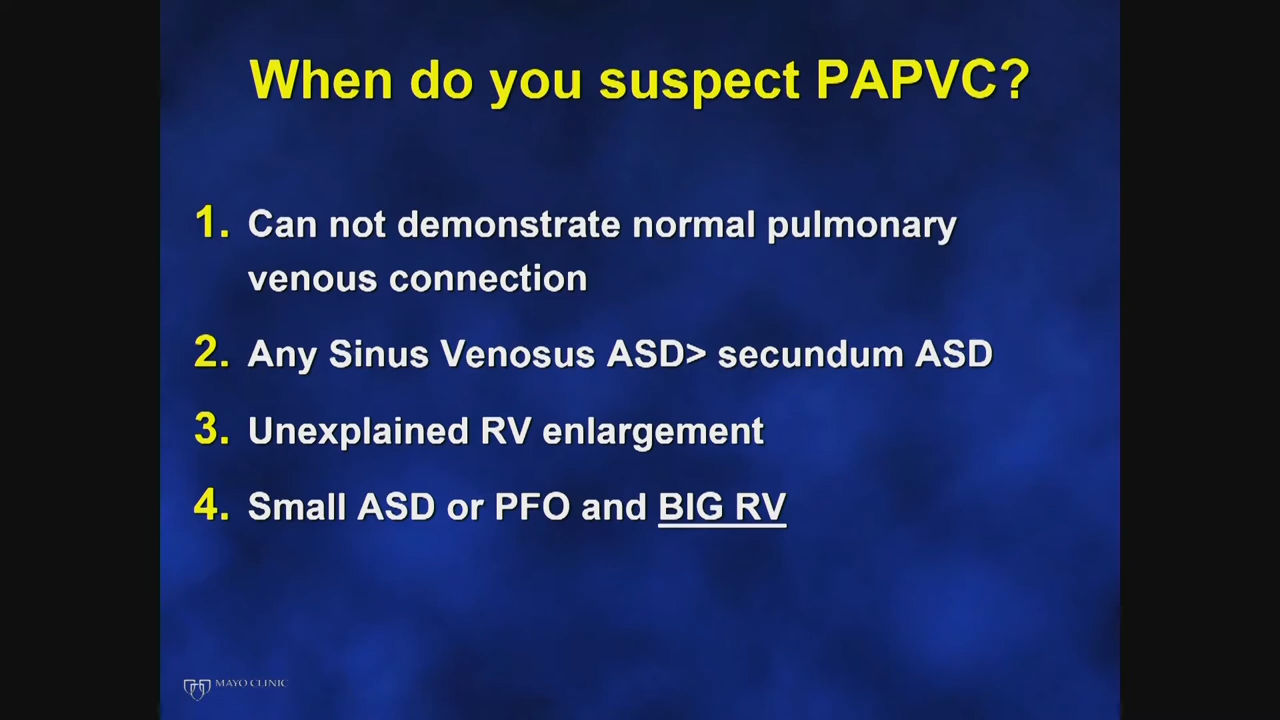 When do you suspect PAPVC?
1. Can not demonstrate normal pulmonary
venous connection
2. Any Sinus Venosus ASD> secundum ASD
3. Unexplained RV enlargement
4. Small ASD or PFO and BIG RV
MAYO CLINIC